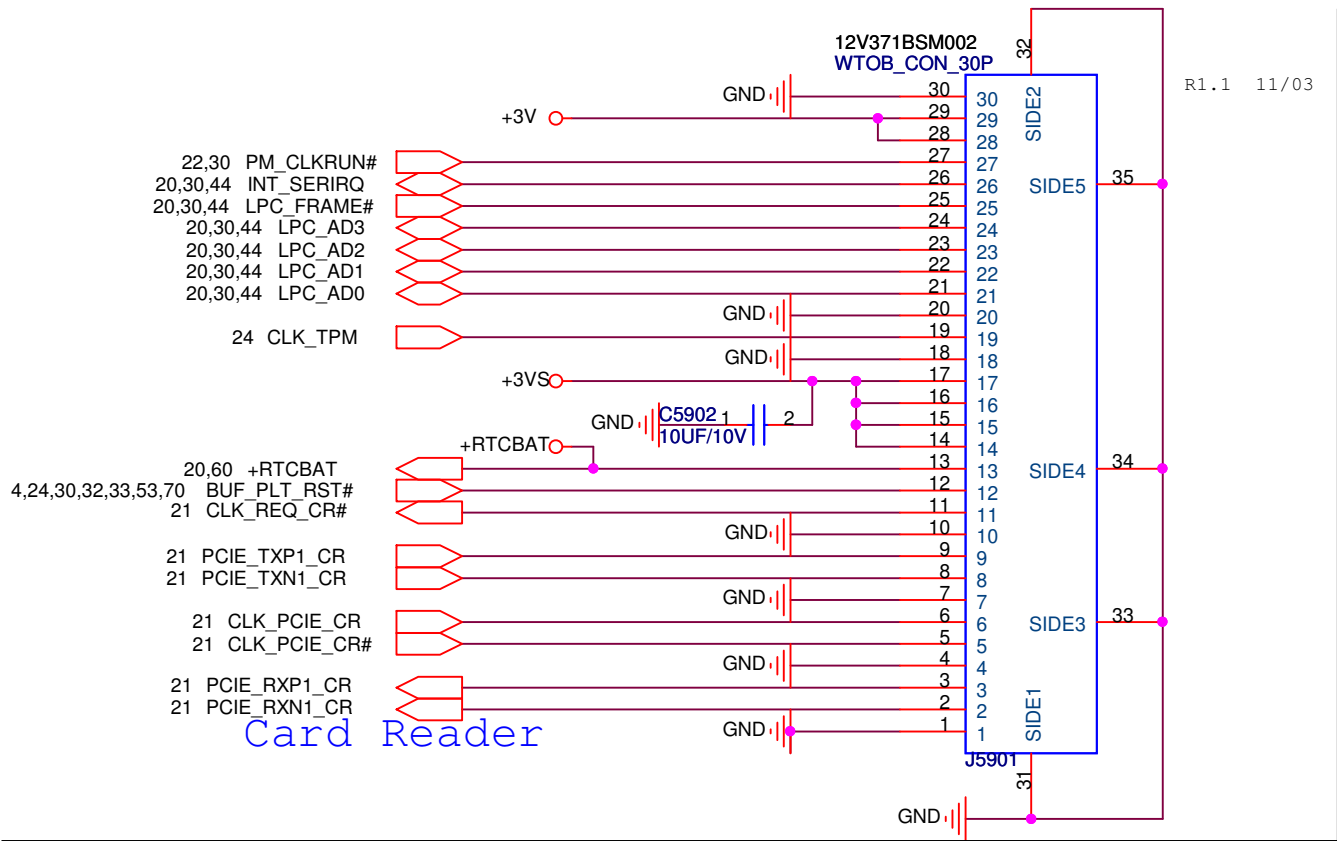 12V371BSM002
WTOB_CON_30P
R1.1 11/03
32
SIDE2
GND 30 30
+3V 29 29
28 28
22,30 PM_CLKRUN# 27 27
20,30,44 INT_SERIRQ 26 26
SIDE5 35
20,30,44 LPC_FRAME# 25 25
20,30,44 LPC_AD3 24 24
20,30,44 LPC_AD2 23 23
20,30,44 LPC_AD1 22 22
20,30,44 LPC_AD0 21 21
GND 20 20
24 CLK_TPM 19 19
GND 18 18
+3VS 17 17
16 16
GND C5902 1 2 15 15
10UF/10V
+RTCBAT 14 14
20,60 +RTCBAT 13 13
SIDE4 34
4,24,30,32,33,53,70 BUF_PLT_RST# 12 12
21 CLK_REQ_CR# 11 11
GND 10 10
21 PCIE_TXP1_CR 9 9
21 PCIE_TXN1_CR 8 8
GND 7 7
21 CLK_PCIE_CR 6 6
SIDE3 33
21 CLK_PCIE_CR# 5 5
GND 4 4
21 PCIE_RXP1_CR 3 3
21 PCIE_RXN1_CR 2 2
Card Reader
GND 1 1
SIDE1
J5901
31
GND